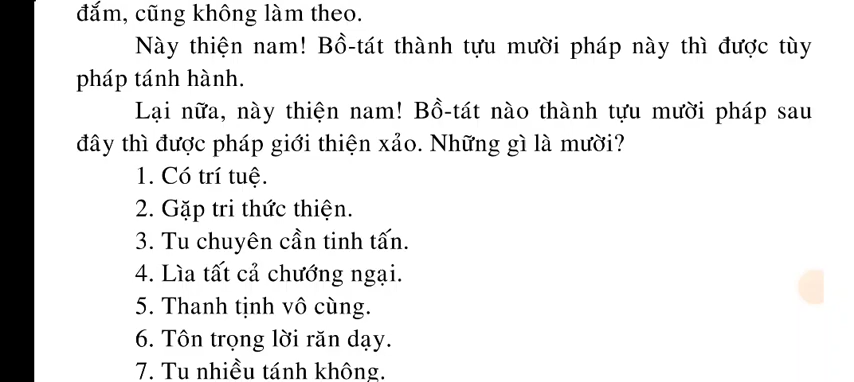 đắm, cũng không làm theo.
Này thiện nam! Bồ-tát thành tựu mười pháp này thì được tùy
pháp tánh hành.
Lại nữa, này thiện nam! Bồ-tát nào thành tựu mười pháp sau
đây thì được pháp giới thiện xảo. Những gì là mười?
1. Có trí tuệ.
2. Gặp tri thức thiện.
3. Tu chuyên cần tinh tấn.
4. Lìa tất cả chướng ngại.
5. Thanh tịnh vô cùng.
6. Tôn trọng lời răn dạy.
7. Tu nhiều tánh không.